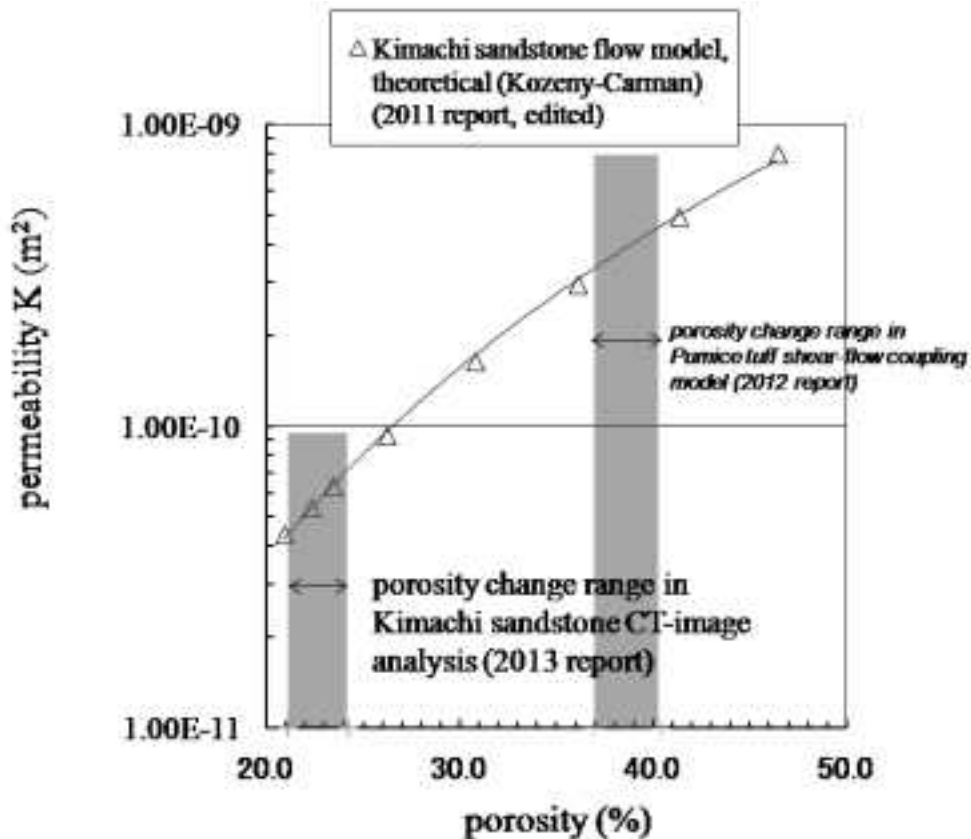 △ Kimachi sandstone flow model,
theoretical (Kozeny-Carman)
(2011 report, edited)
1.00E-09
1.00E-10
1.00E-11
permeability K (m²)
porosity change range in
Pumice tuff shear-flow coupling
model (2012 report)
porosity change range in
Kimachi sandstone CT-image
analysis (2013 report)
20.0 30.0 40.0 50.0
porosity (%)